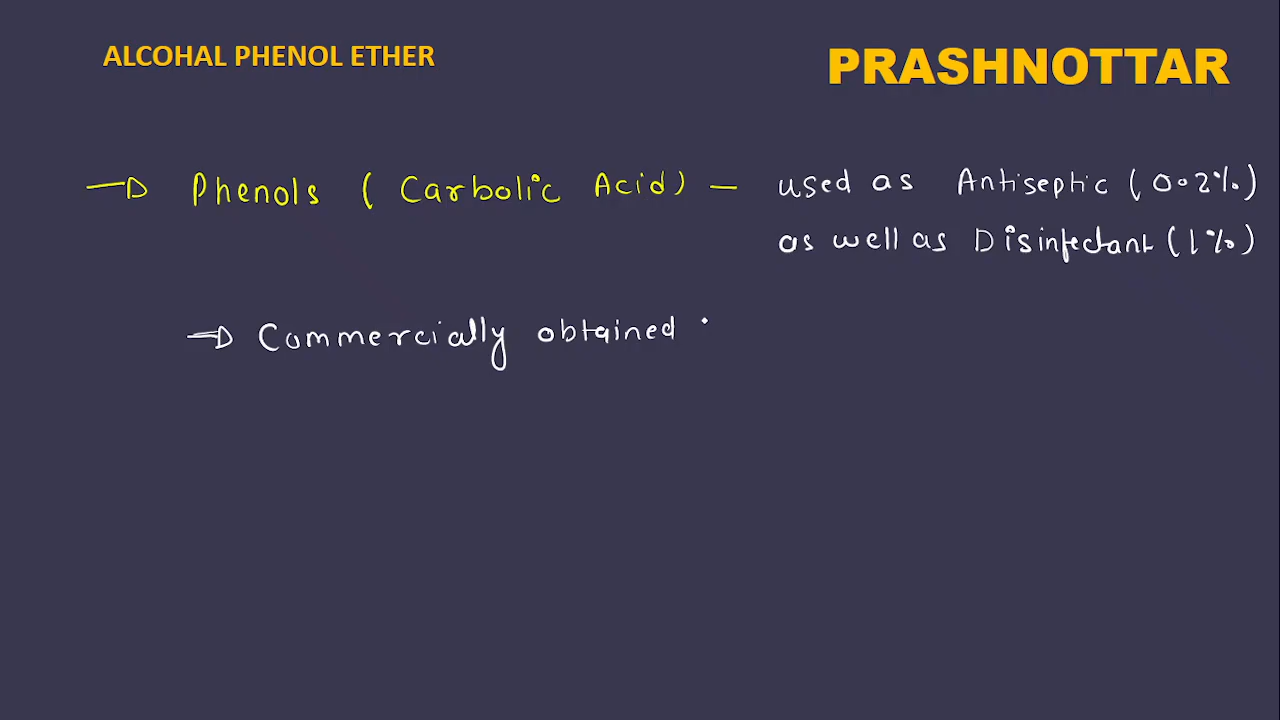 ALCOHAL PHENOL ETHER
PRASHNOTTAR
Phenols (Carbolic Acid) – used as Antiseptic (0.2%)
as well as Disinfectant (1%)
Commercially obtained